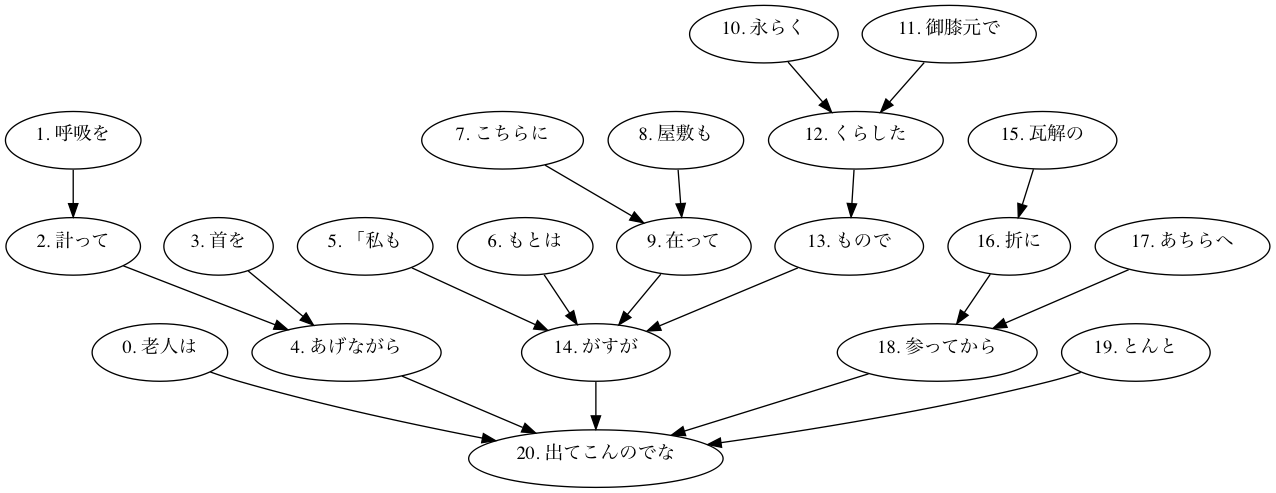 10. 永らく
11. 御膝元で
1. 呼吸を
7. こちらに
8. 屋敷も
12. くらした
15. 瓦解の
2. 計って
3. 首を
5. 「私も
6. もとは
9. 在って
13. もので
16. 折に
17. あちらへ
0. 老人は
4. あげながら
14. がすが
18. 参ってから
19. とんと
20. 出てこんのでな